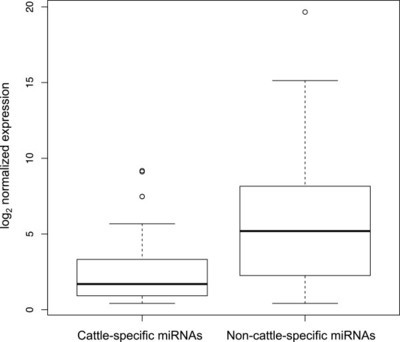 log₂ normalized expression
20
15
10
5
0
Cattle-specific miRNAs
Non-cattle-specific miRNAs